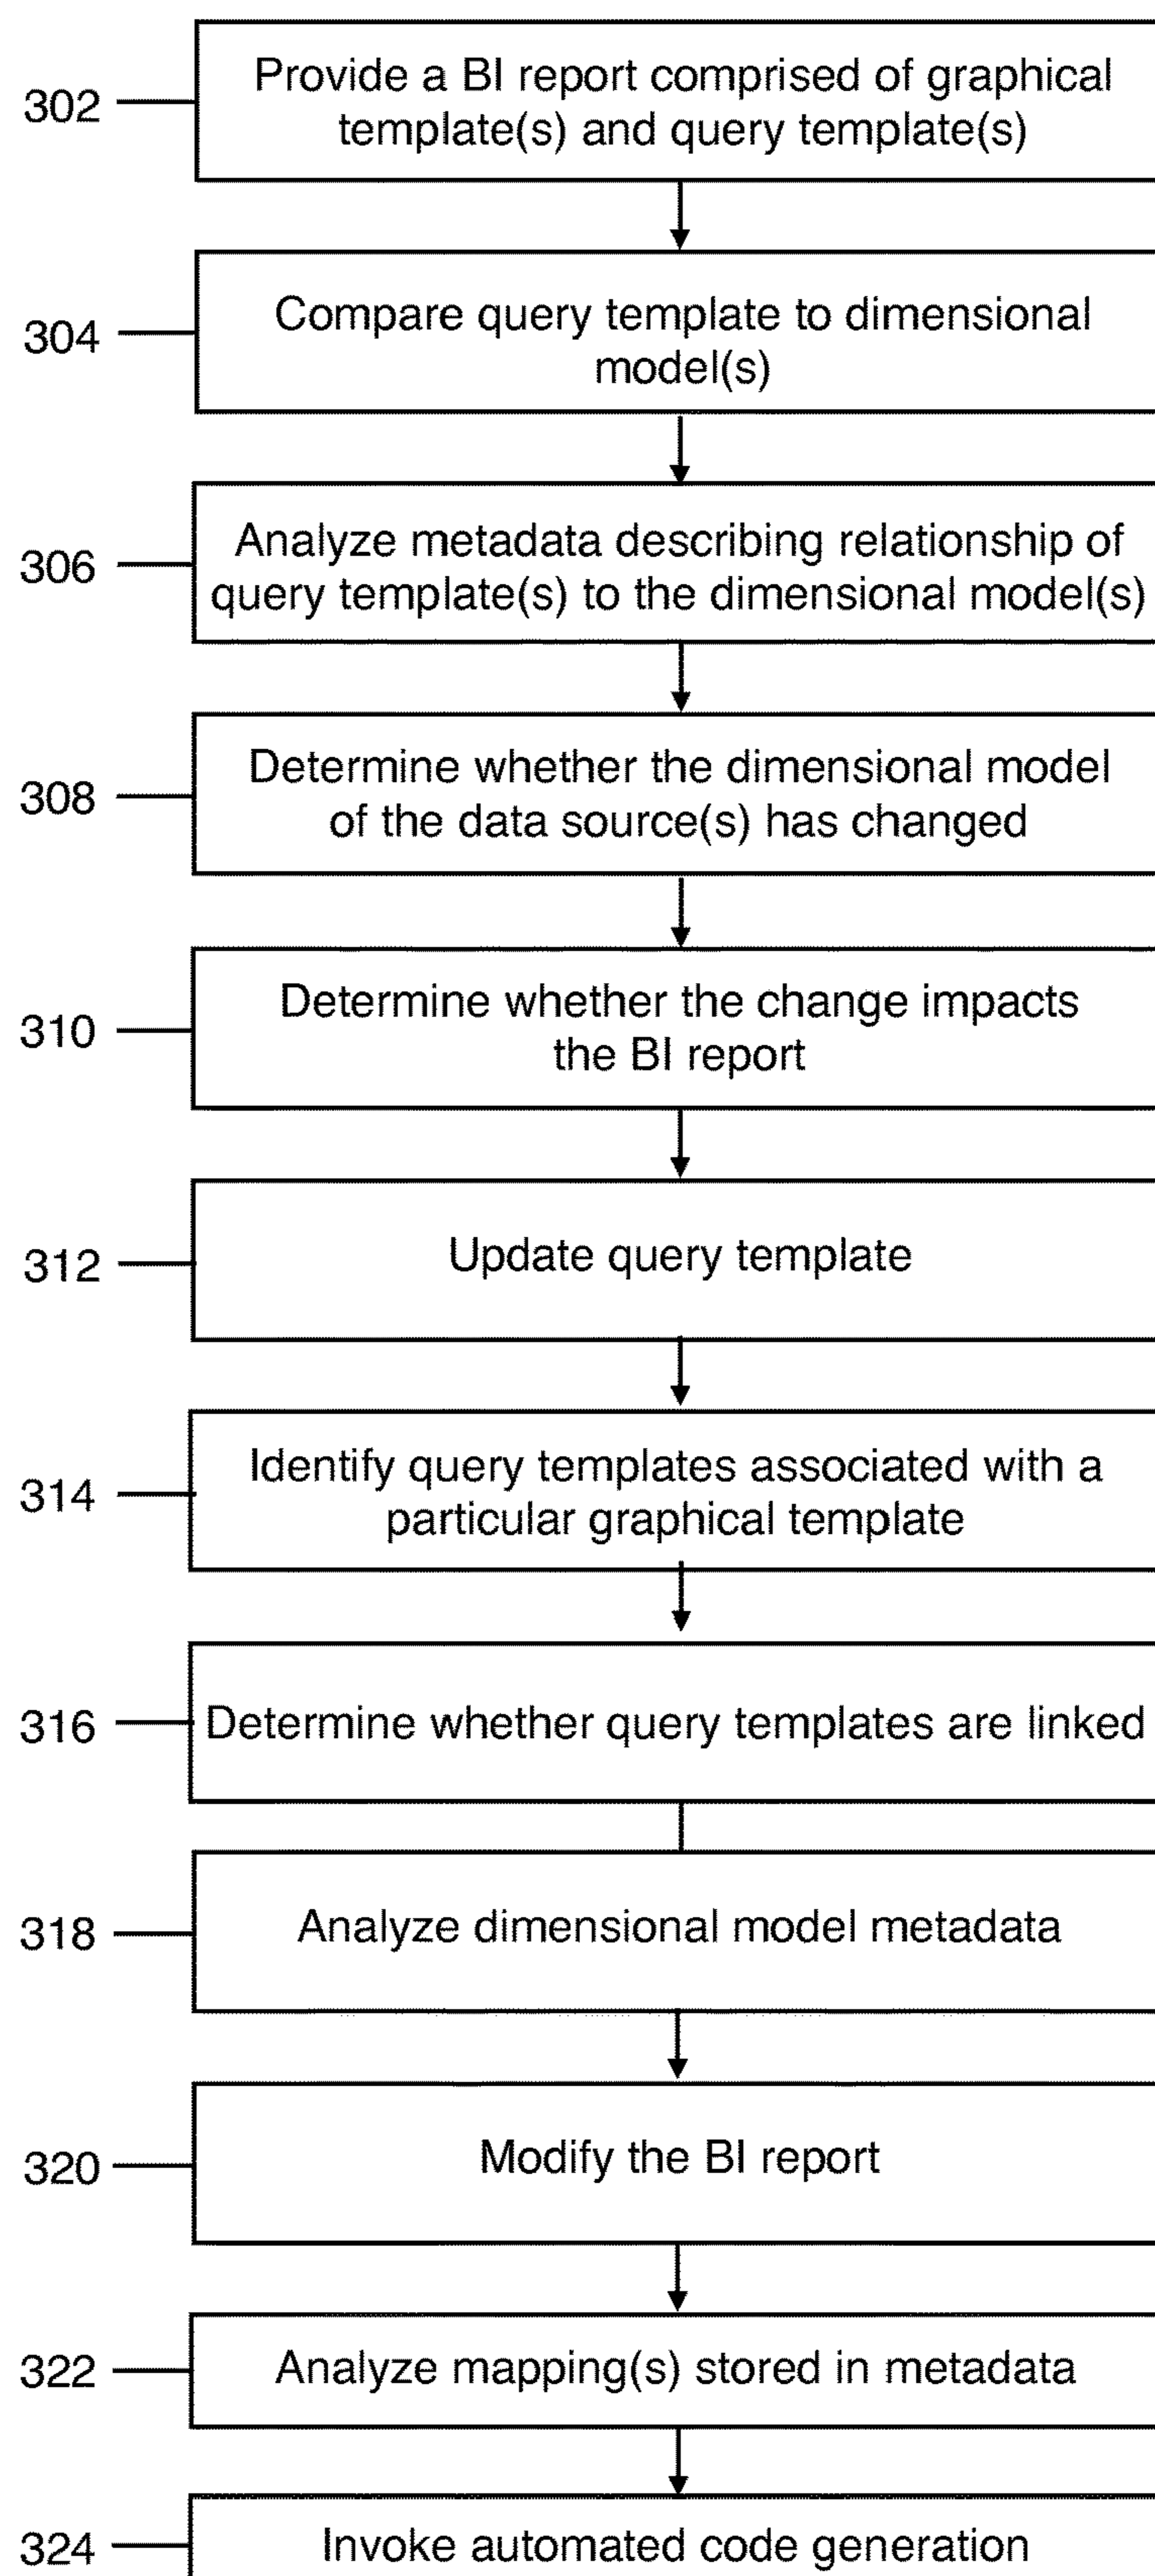 302
Provide a BI report comprised of graphical
template(s) and query template(s)
304
Compare query template to dimensional
model(s)
306
Analyze metadata describing relationship of
query template(s) to the dimensional model(s)
308
Determine whether the dimensional model
of the data source(s) has changed
310
Determine whether the change impacts
the BI report
312
Update query template
314
Identify query templates associated with a
particular graphical template
316
Determine whether query templates are linked
318
Analyze dimensional model metadata
320
Modify the BI report
322
Analyze mapping(s) stored in metadata
324
Invoke automated code generation